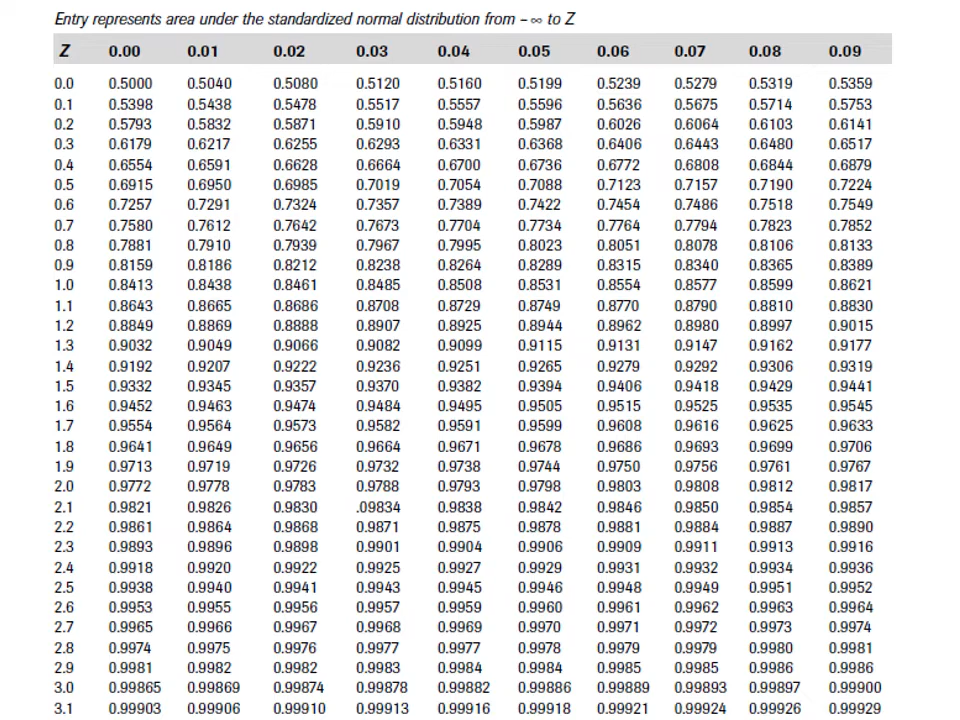 Entry represents area under the standardized normal distribution from – ∞ to Z
Z 0.00 0.01 0.02 0.03 0.04 0.05 0.06 0.07 0.08 0.09
0.0 0.5000 0.5040 0.5080 0.5120 0.5160 0.5199 0.5239 0.5279 0.5319 0.5359
0.1 0.5398 0.5438 0.5478 0.5517 0.5557 0.5596 0.5636 0.5675 0.5714 0.5753
0.2 0.5793 0.5832 0.5871 0.5910 0.5948 0.5987 0.6026 0.6064 0.6103 0.6141
0.3 0.6179 0.6217 0.6255 0.6293 0.6331 0.6368 0.6406 0.6443 0.6480 0.6517
0.4 0.6554 0.6591 0.6628 0.6664 0.6700 0.6736 0.6772 0.6808 0.6844 0.6879
0.5 0.6915 0.6950 0.6985 0.7019 0.7054 0.7088 0.7123 0.7157 0.7190 0.7224
0.6 0.7257 0.7291 0.7324 0.7357 0.7389 0.7422 0.7454 0.7486 0.7518 0.7549
0.7 0.7580 0.7612 0.7642 0.7673 0.7704 0.7734 0.7764 0.7794 0.7823 0.7852
0.8 0.7881 0.7910 0.7939 0.7967 0.7995 0.8023 0.8051 0.8078 0.8106 0.8133
0.9 0.8159 0.8186 0.8212 0.8238 0.8264 0.8289 0.8315 0.8340 0.8365 0.8389
1.0 0.8413 0.8438 0.8461 0.8485 0.8508 0.8531 0.8554 0.8577 0.8599 0.8621
1.1 0.8643 0.8665 0.8686 0.8708 0.8729 0.8749 0.8770 0.8790 0.8810 0.8830
1.2 0.8849 0.8869 0.8888 0.8907 0.8925 0.8944 0.8962 0.8980 0.8997 0.9015
1.3 0.9032 0.9049 0.9066 0.9082 0.9099 0.9115 0.9131 0.9147 0.9162 0.9177
1.4 0.9192 0.9207 0.9222 0.9236 0.9251 0.9265 0.9279 0.9292 0.9306 0.9319
1.5 0.9332 0.9345 0.9357 0.9370 0.9382 0.9394 0.9406 0.9418 0.9429 0.9441
1.6 0.9452 0.9463 0.9474 0.9484 0.9495 0.9505 0.9515 0.9525 0.9535 0.9545
1.7 0.9554 0.9564 0.9573 0.9582 0.9591 0.9599 0.9608 0.9616 0.9625 0.9633
1.8 0.9641 0.9649 0.9656 0.9664 0.9671 0.9678 0.9686 0.9693 0.9699 0.9706
1.9 0.9713 0.9719 0.9726 0.9732 0.9738 0.9744 0.9750 0.9756 0.9761 0.9767
2.0 0.9772 0.9778 0.9783 0.9788 0.9793 0.9798 0.9803 0.9808 0.9812 0.9817
2.1 0.9821 0.9826 0.9830 .09834 0.9838 0.9842 0.9846 0.9850 0.9854 0.9857
2.2 0.9861 0.9864 0.9868 0.9871 0.9875 0.9878 0.9881 0.9884 0.9887 0.9890
2.3 0.9893 0.9896 0.9898 0.9901 0.9904 0.9906 0.9909 0.9911 0.9913 0.9916
2.4 0.9918 0.9920 0.9922 0.9925 0.9927 0.9929 0.9931 0.9932 0.9934 0.9936
2.5 0.9938 0.9940 0.9941 0.9943 0.9945 0.9946 0.9948 0.9949 0.9951 0.9952
2.6 0.9953 0.9955 0.9956 0.9957 0.9959 0.9960 0.9961 0.9962 0.9963 0.9964
2.7 0.9965 0.9966 0.9967 0.9968 0.9969 0.9970 0.9971 0.9972 0.9973 0.9974
2.8 0.9974 0.9975 0.9976 0.9977 0.9977 0.9978 0.9979 0.9979 0.9980 0.9981
2.9 0.9981 0.9982 0.9982 0.9983 0.9984 0.9984 0.9985 0.9985 0.9986 0.9986
3.0 0.99865 0.99869 0.99874 0.99878 0.99882 0.99886 0.99889 0.99893 0.99897 0.99900
3.1 0.99903 0.99906 0.99910 0.99913 0.99916 0.99918 0.99921 0.99924 0.99926 0.99929